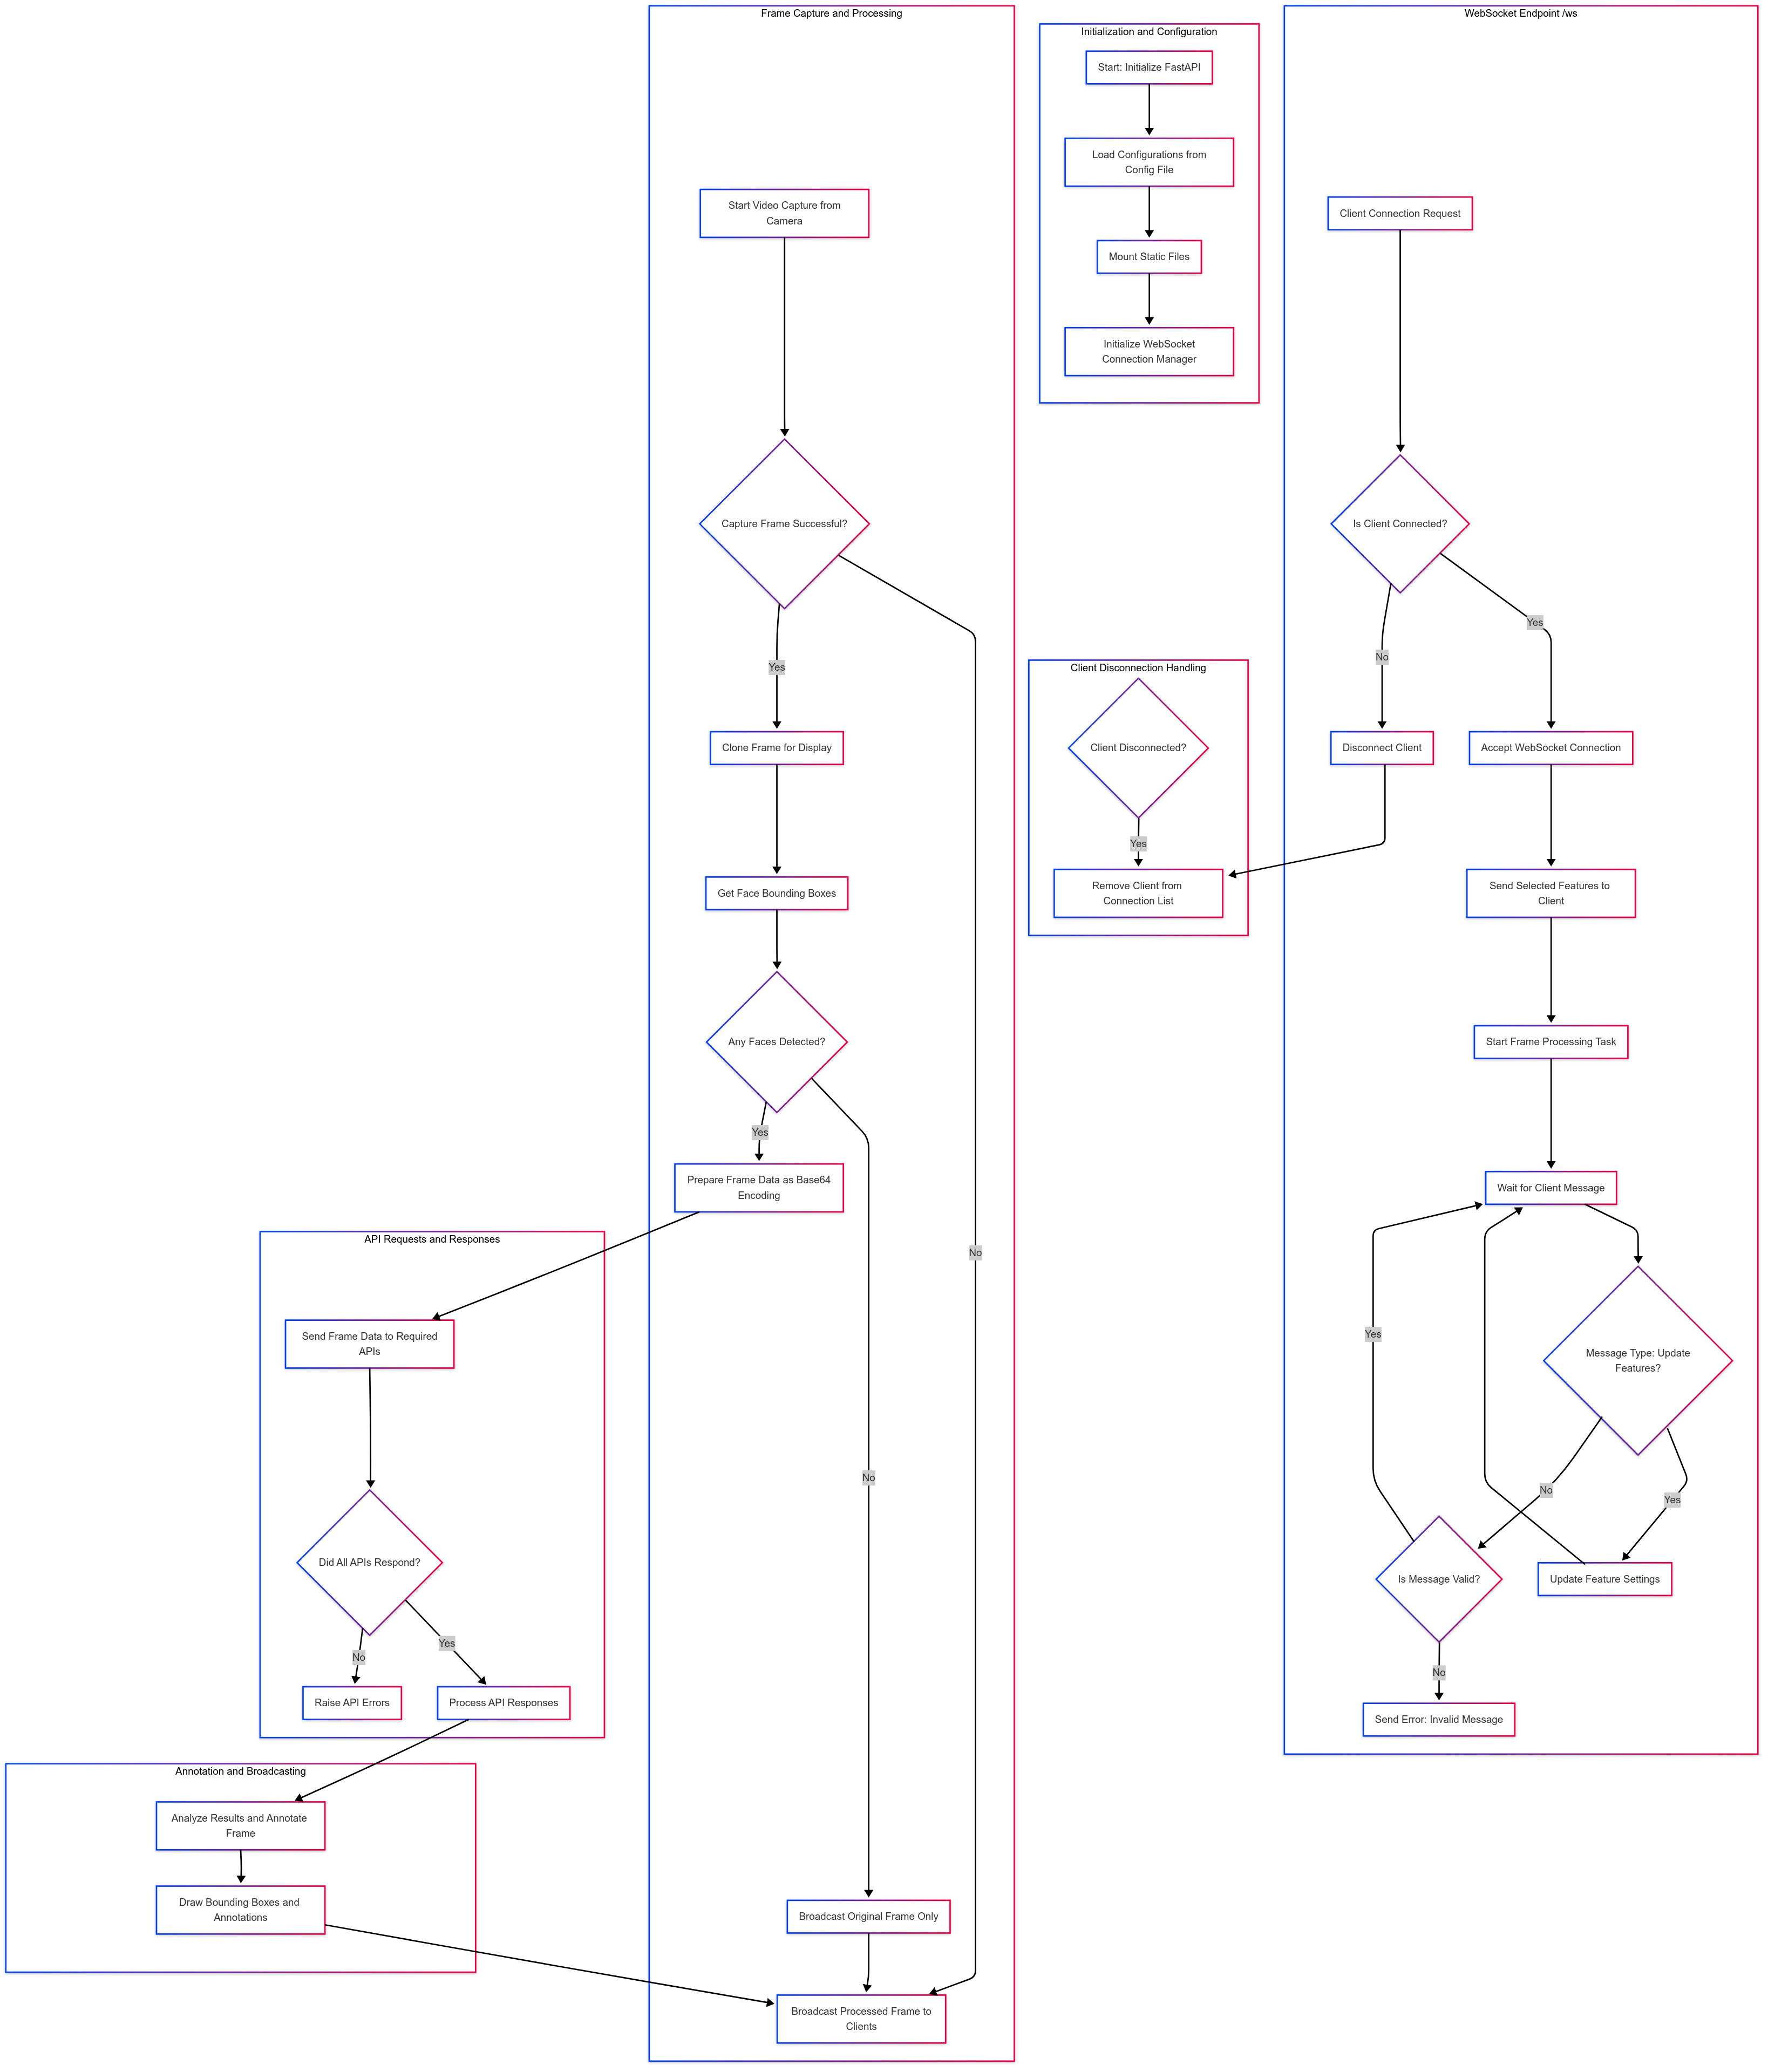 Frame Capture and Processing
Start Video Capture from
Camera
Capture Frame Successful?
Yes
No
Clone Frame for Display
Get Face Bounding Boxes
Any Faces Detected?
Yes
No
Prepare Frame Data as Base64
Encoding
Broadcast Original Frame Only
Broadcast Processed Frame to
Clients
API Requests and Responses
Send Frame Data to Required
APIs
Did All APIs Respond?
No
Yes
Raise API Errors
Process API Responses
Annotation and Broadcasting
Analyze Results and Annotate
Frame
Draw Bounding Boxes and
Annotations
Initialization and Configuration
Start: Initialize FastAPI
Load Configurations from
Config File
Mount Static Files
Initialize WebSocket
Connection Manager
Client Disconnection Handling
Client Disconnected?
Yes
Remove Client from
Connection List
WebSocket Endpoint /ws
Client Connection Request
Is Client Connected?
No
Yes
Disconnect Client
Accept WebSocket Connection
Send Selected Features to
Client
Start Frame Processing Task
Wait for Client Message
Message Type: Update
Features?
Yes
No
Yes
Is Message Valid?
Update Feature Settings
No
Send Error: Invalid Message